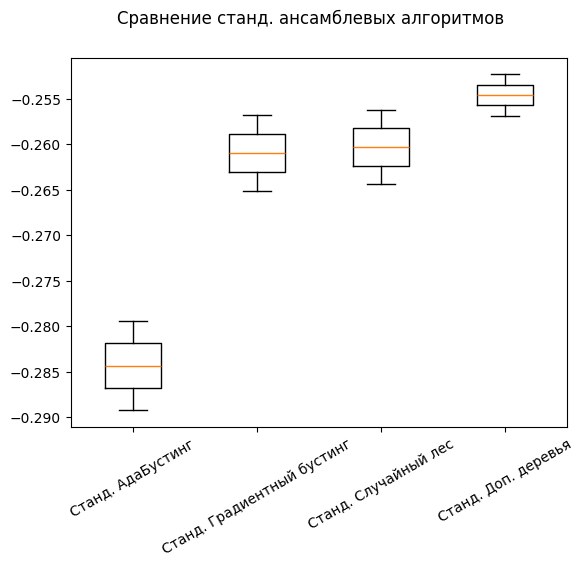 Сравнение станд. ансамблевых алгоритмов
−0.255
−0.260
−0.265
−0.270
−0.275
−0.280
−0.285
−0.290
Станд. АдаБустинг
Станд. Градиентный бустинг
Станд. Случайный лес
Станд. Доп. деревья